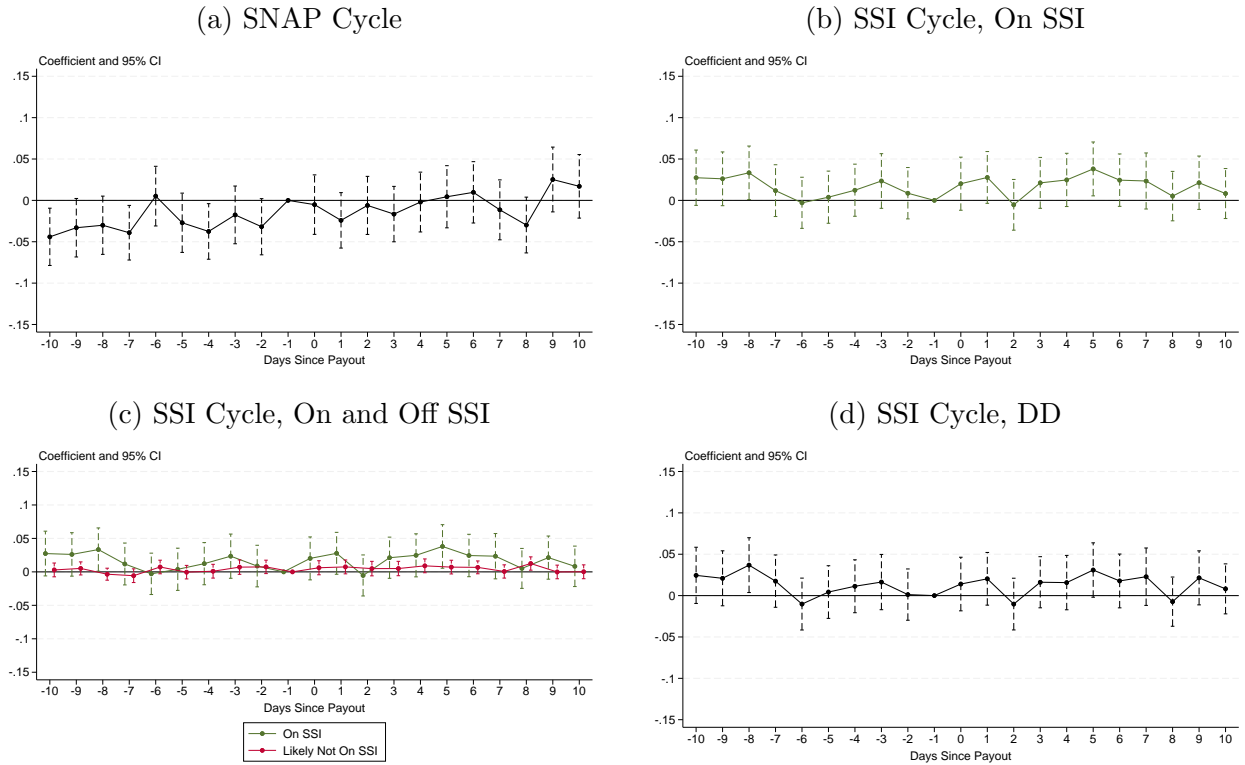 (a) SNAP Cycle
Coefficient and 95% CI
.15
.1
.05
0
-.05
-.1
-.15
-10 -9 -8 -7 -6 -5 -4 -3 -2 -1 0 1 2 3 4 5 6 7 8 9 10
Days Since Payout
(b) SSI Cycle, On SSI
Coefficient and 95% CI
.15
.1
.05
0
-.05
-.1
-.15
-10 -9 -8 -7 -6 -5 -4 -3 -2 -1 0 1 2 3 4 5 6 7 8 9 10
Days Since Payout
(c) SSI Cycle, On and Off SSI
Coefficient and 95% CI
.15
.1
.05
0
-.05
-.1
-.15
-10 -9 -8 -7 -6 -5 -4 -3 -2 -1 0 1 2 3 4 5 6 7 8 9 10
Days Since Payout
On SSI
Likely Not On SSI
(d) SSI Cycle, DD
Coefficient and 95% CI
.15
.1
.05
0
-.05
-.1
-.15
-10 -9 -8 -7 -6 -5 -4 -3 -2 -1 0 1 2 3 4 5 6 7 8 9 10
Days Since Payout